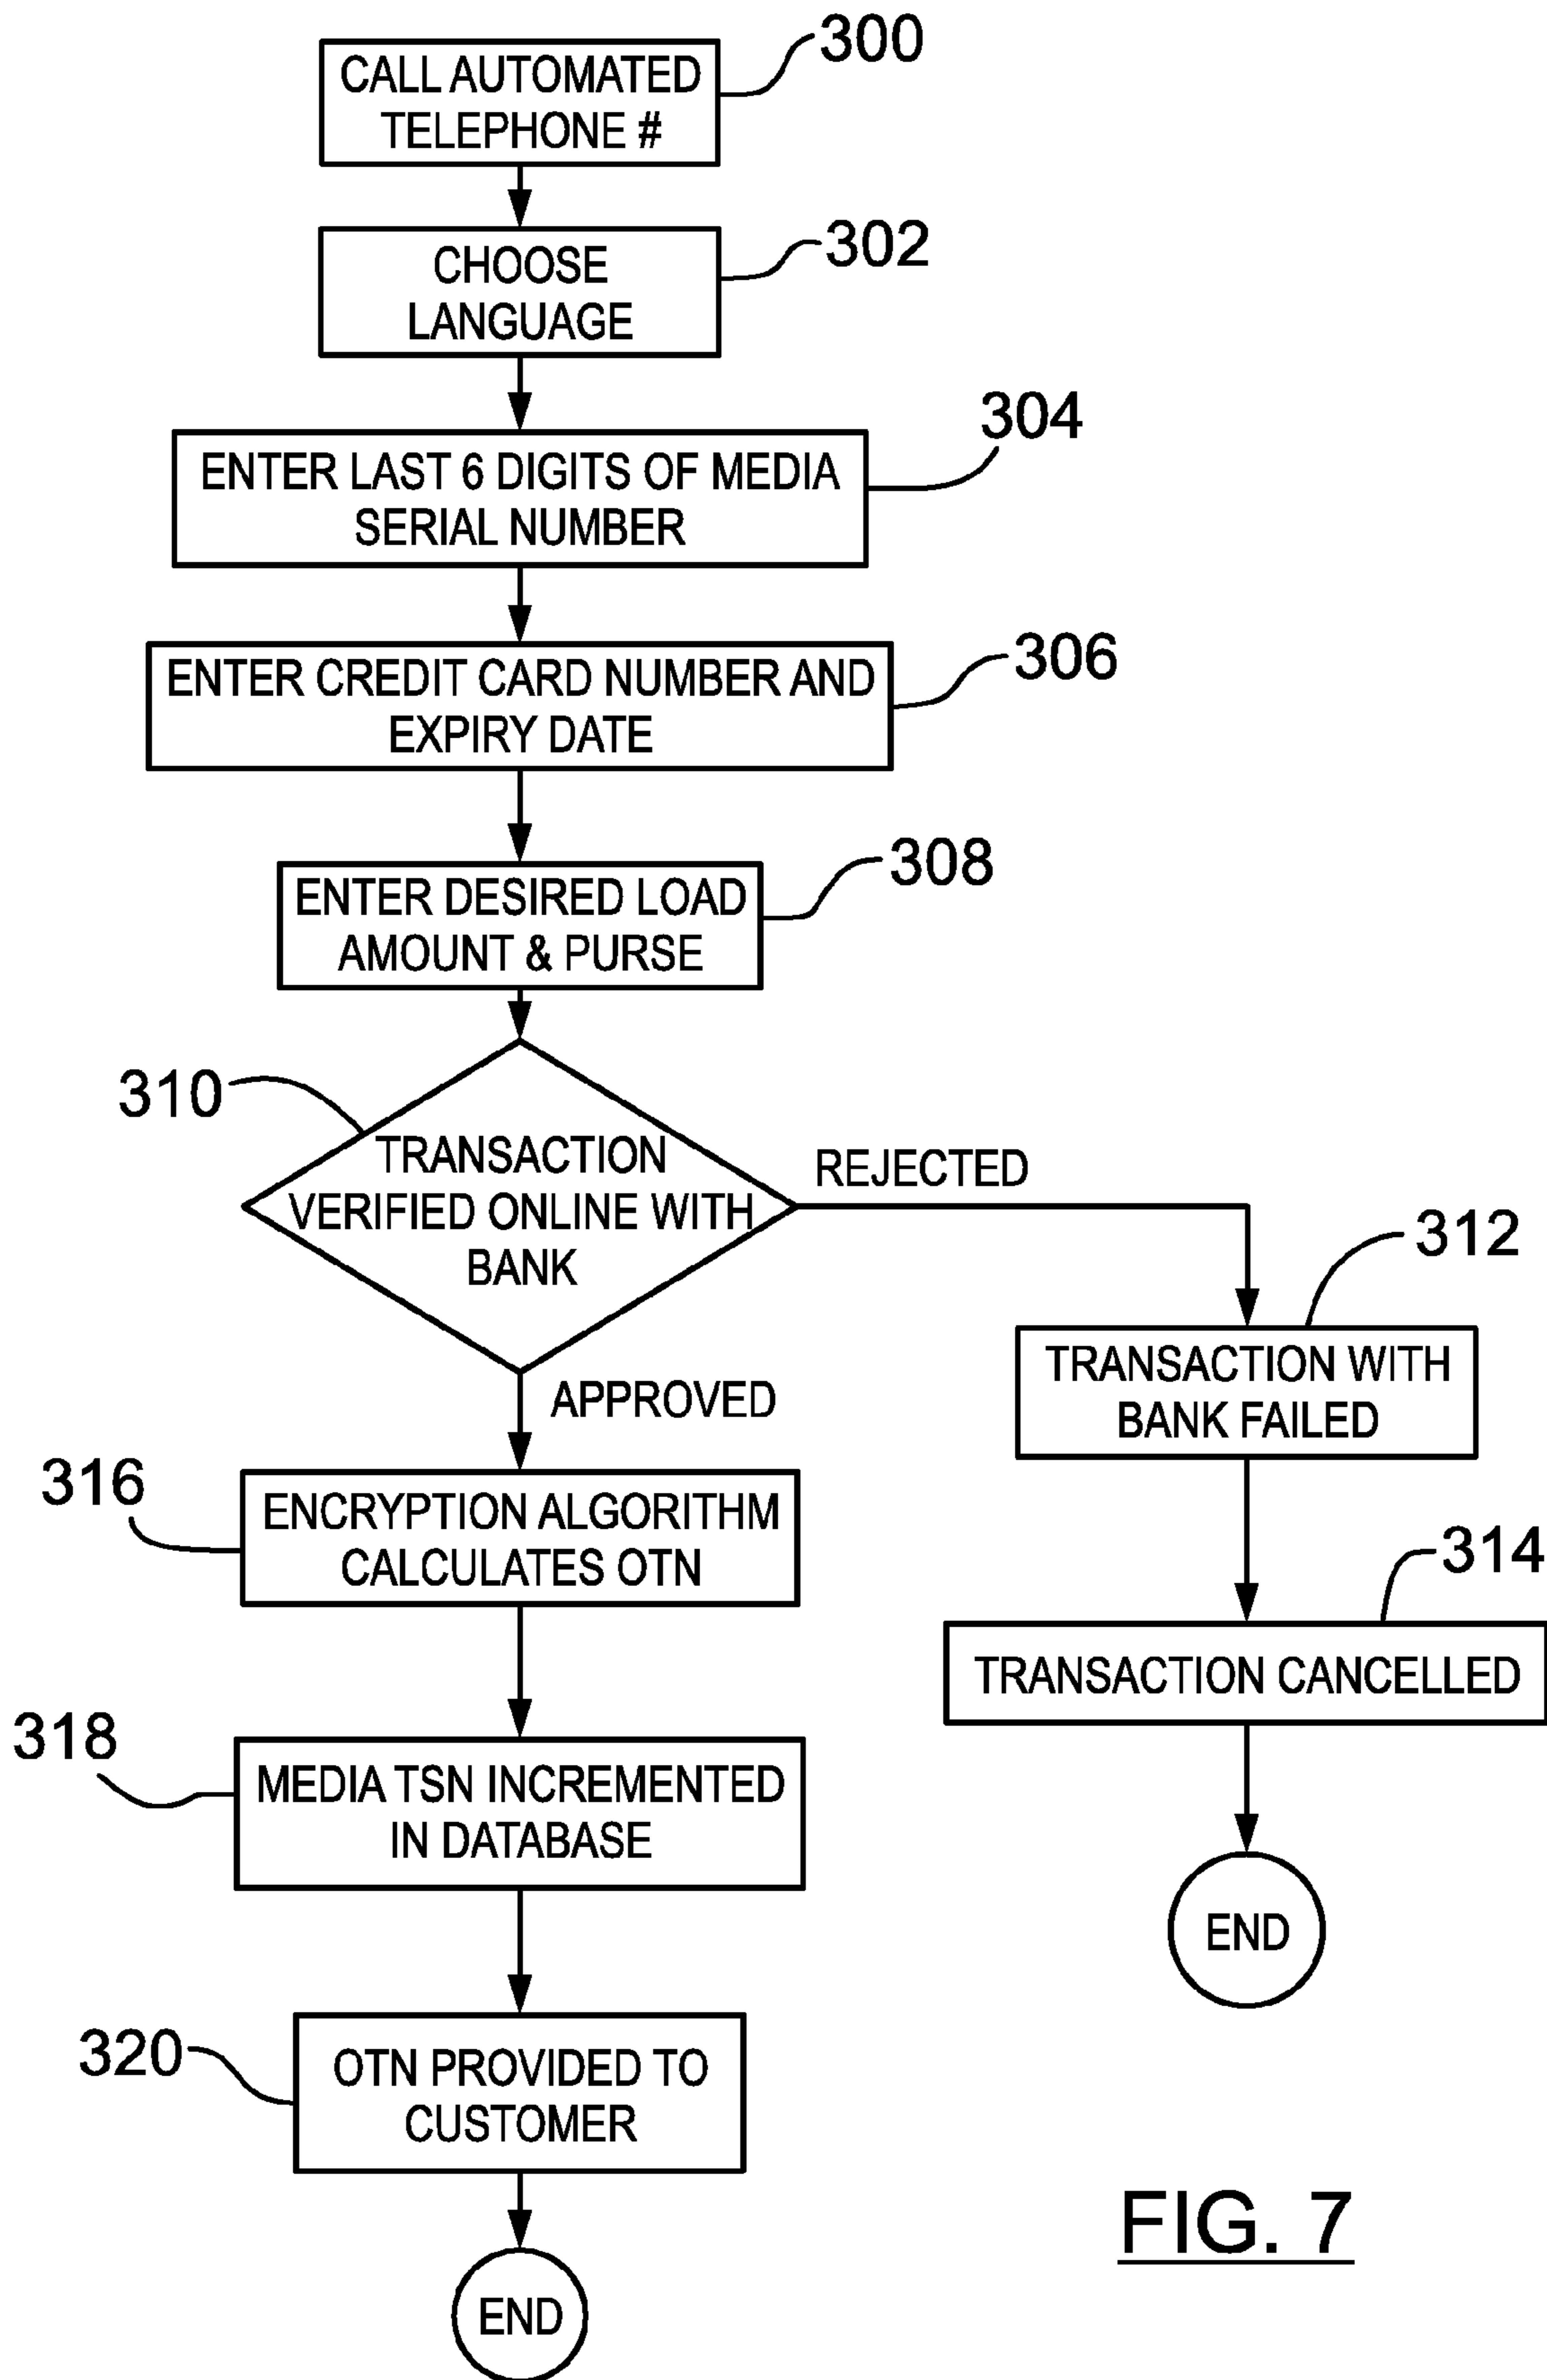 300
CALL AUTOMATED
TELEPHONE #
302
CHOOSE
LANGUAGE
304
ENTER LAST 6 DIGITS OF MEDIA
SERIAL NUMBER
306
ENTER CREDIT CARD NUMBER AND
EXPIRY DATE
308
ENTER DESIRED LOAD
AMOUNT & PURSE
310
TRANSACTION
VERIFIED ONLINE WITH
BANK
REJECTED
312
TRANSACTION WITH
BANK FAILED
314
TRANSACTION CANCELLED
END
APPROVED
316
ENCRYPTION ALGORITHM
CALCULATES OTN
318
MEDIA TSN INCREMENTED
IN DATABASE
320
OTN PROVIDED TO
CUSTOMER
END
FIG. 7